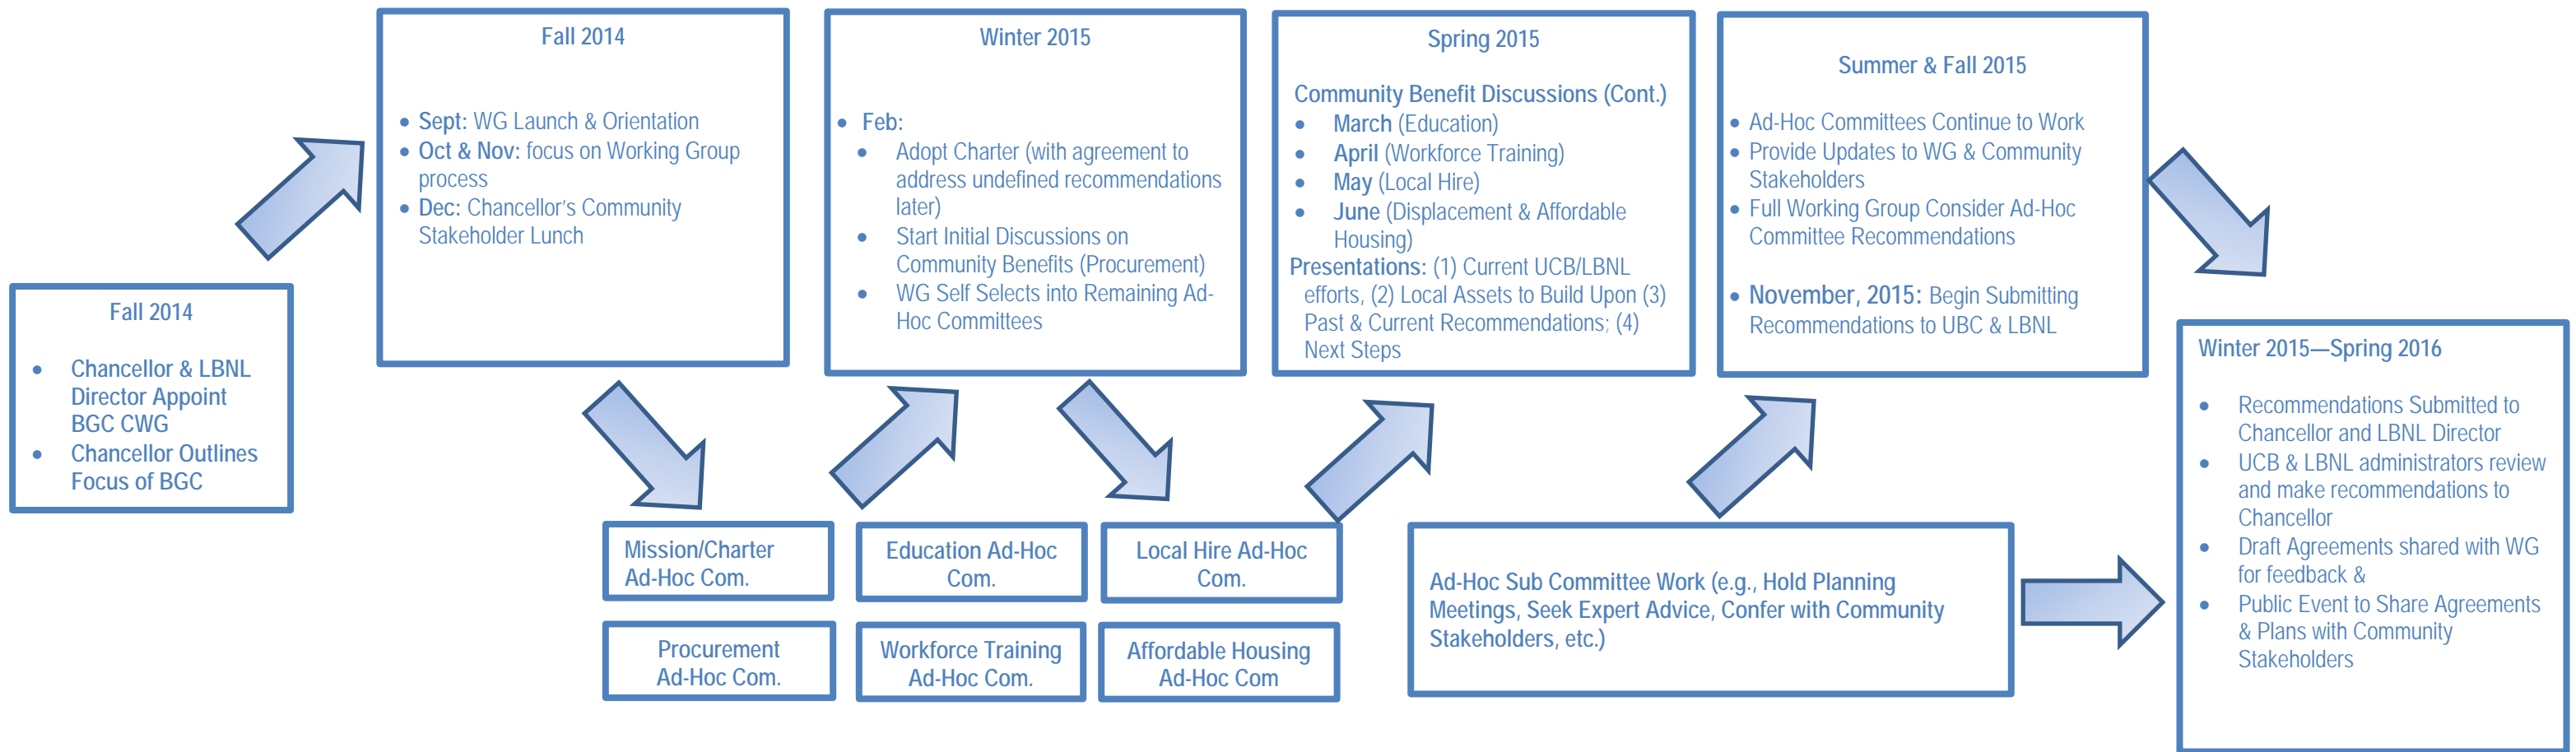 Fall 2014
• Chancellor & LBNL
Director Appoint
BGC CWG
• Chancellor Outlines
Focus of BGC
Fall 2014
• Sept: WG Launch & Orientation
• Oct & Nov: focus on Working Group
process
• Dec: Chancellor's Community
Stakeholder Lunch
Winter 2015
• Feb:
• Adopt Charter (with agreement to
address undefined recommendations
later)
• Start Initial Discussions on
Community Benefits (Procurement)
• WG Self Selects into Remaining Ad-
Hoc Committees
Spring 2015
Community Benefit Discussions (Cont.)
• March (Education)
• April (Workforce Training)
• May (Local Hire)
• June (Displacement & Affordable
Housing)
Presentations: (1) Current UCB/LBNL
efforts, (2) Local Assets to Build Upon (3)
Past & Current Recommendations; (4)
Next Steps
Summer & Fall 2015
• Ad-Hoc Committees Continue to Work
• Provide Updates to WG & Community
Stakeholders
• Full Working Group Consider Ad-Hoc
Committee Recommendations
• November, 2015: Begin Submitting
Recommendations to UBC & LBNL
Mission/Charter
Ad-Hoc Com.
Procurement
Ad-Hoc Com.
Education Ad-Hoc
Com.
Workforce Training
Ad-Hoc Com.
Local Hire Ad-Hoc
Com.
Affordable Housing
Ad-Hoc Com
Ad-Hoc Sub Committee Work (e.g., Hold Planning
Meetings, Seek Expert Advice, Confer with Community
Stakeholders, etc.)
Winter 2015—Spring 2016
• Recommendations Submitted to
Chancellor and LBNL Director
• UCB & LBNL administrators review
and make recommendations to
Chancellor
• Draft Agreements shared with WG
for feedback &
• Public Event to Share Agreements
& Plans with Community
Stakeholders